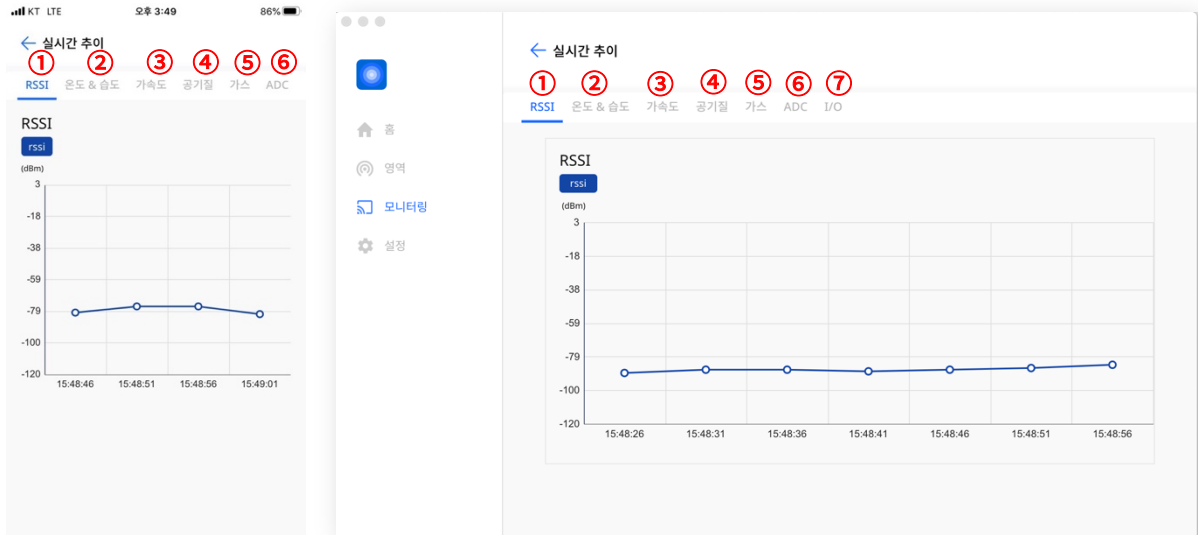 KT LTE 오후 3:49 86%
실시간 추이
① ② ③ ④ ⑤ ⑥
RSSI 온도 & 습도 가속도 공기질 가스 ADC
RSSI
rssi
(dBm)
3
-18
-38
-59
-79
-100
-120
15:48:46 15:48:51 15:48:56 15:49:01
홈
영역
모니터링
설정
실시간 추이
① ② ③ ④ ⑤ ⑥ ⑦
RSSI 온도 & 습도 가속도 공기질 가스 ADC I/O
RSSI
rssi
(dBm)
3
-18
-38
-59
-79
-100
-120
15:48:26 15:48:31 15:48:36 15:48:41 15:48:46 15:48:51 15:48:56